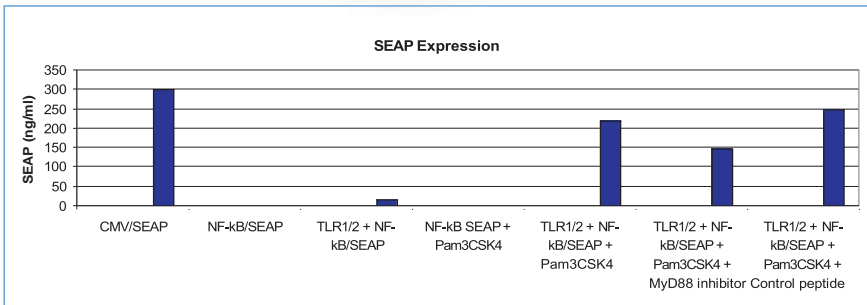 SEAP Expression
SEAP (ng/ml)
350
300
250
200
150
100
50
0
CMV/SEAP
NF-kB/SEAP
TLR1/2 + NF-
kB/SEAP
NF-kB SEAP +
Pam3CSK4
TLR1/2 + NF-
kB/SEAP +
Pam3CSK4
TLR1/2 + NF-
kB/SEAP +
Pam3CSK4 +
MyD88 inhibitor
TLR1/2 + NF-
kB/SEAP +
Pam3CSK4 +
Control peptide